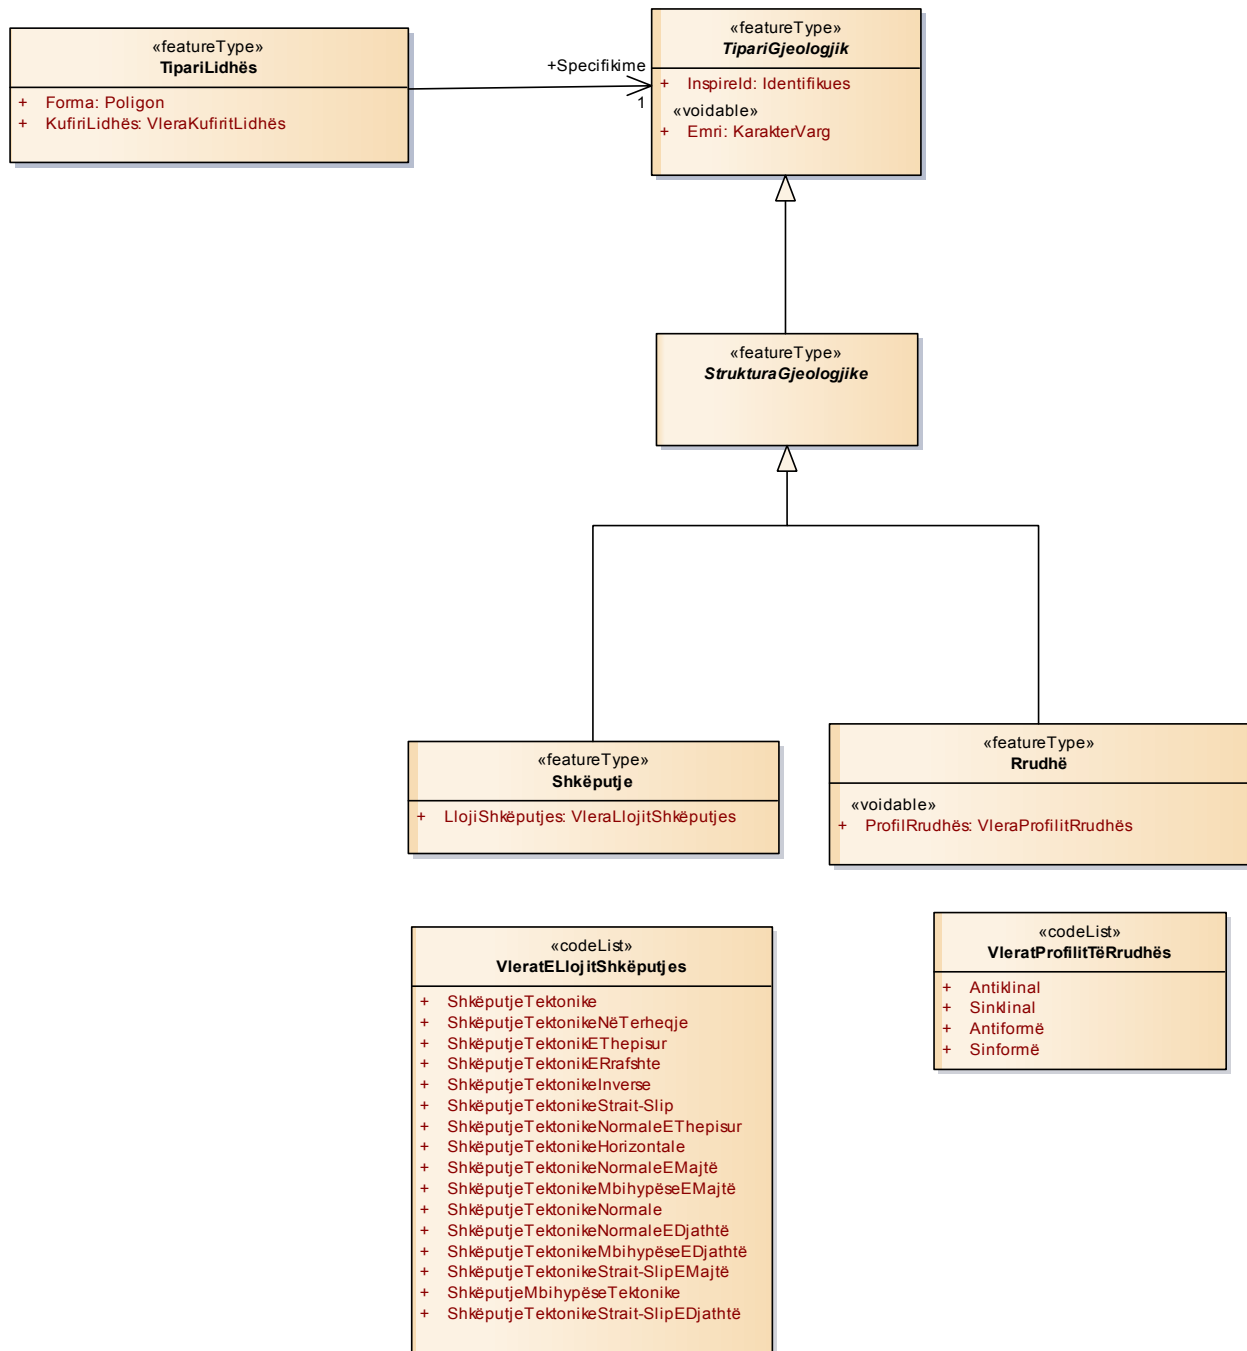 «featureType»
TipariLidhës
+ Forma: Poligon
+ KufiriLidhës: VleraKufiritLidhës
+Specifikime
1
«featureType»
TipariGjeologjik
+ InspireId: Identifikues
«voidable»
+ Emri: KarakterVarg
«featureType»
StrukturaGjeologjike
«featureType»
Shkëputje
+ LlojiShkëputjes: VleraLlojitShkëputjes
«featureType»
Rrudhë
«voidable»
+ ProfilRrudhës: VleraProfilitRrudhës
«codeList»
VleratELlojitShkëputjes
+ ShkëputjeTektonike
+ ShkëputjeTektonikeNëTerheqje
+ ShkëputjeTektonikEThepisur
+ ShkëputjeTektonikERrafshte
+ ShkëputjeTektonikeInverse
+ ShkëputjeTektonikeStrait-Slip
+ ShkëputjeTektonikeNormaleEThepisur
+ ShkëputjeTektonikeHorizontale
+ ShkëputjeTektonikeNormaleEMajtë
+ ShkëputjeTektonikeMbihypëseEMajtë
+ ShkëputjeTektonikeNormale
+ ShkëputjeTektonikeNormaleEDjathtë
+ ShkëputjeTektonikeMbihypëseEDjathtë
+ ShkëputjeTektonikeStrait-SlipEMajtë
+ ShkëputjeMbihypëseTektonike
+ ShkëputjeTektonikeStrait-SlipEDjathtë
«codeList»
VleratProfilitTëRrudhës
+ Antiklinal
+ Sinklinal
+ Antiformë
+ Sinformë